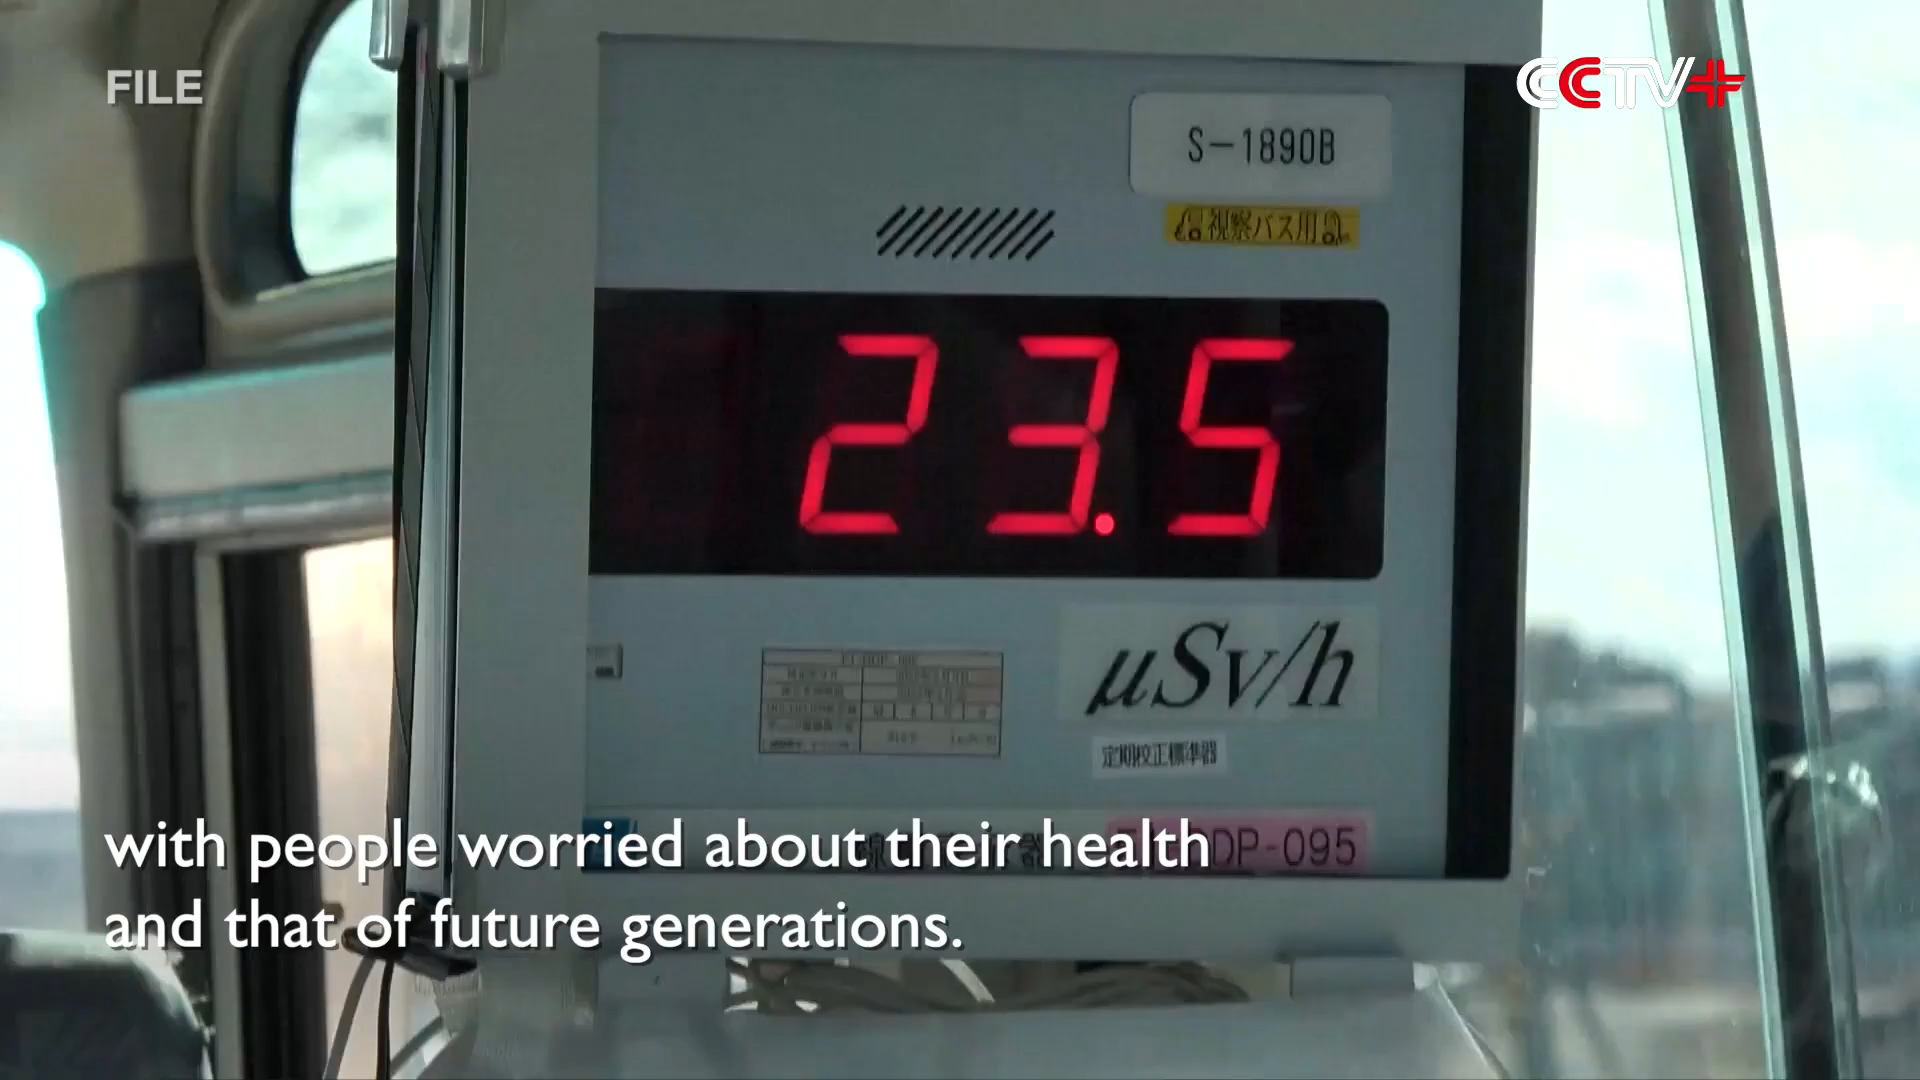 FILE
CCTV+
S-1890B
視察バス用
23.5
μSv/h
定期校正標準器
DP-095
with people worried about their health
and that of future generations.